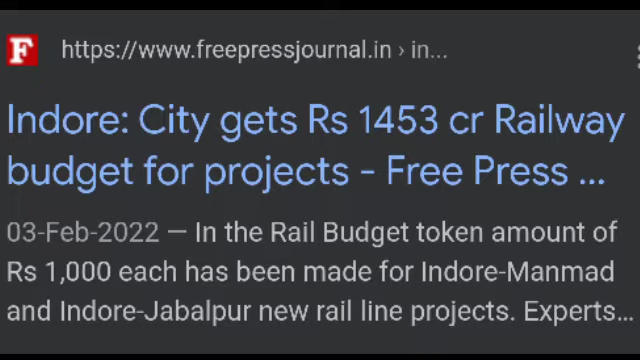 F https://www.freepressjournal.in › in...
Indore: City gets Rs 1453 cr Railway
budget for projects - Free Press ...
03-Feb-2022 — In the Rail Budget token amount of
Rs 1,000 each has been made for Indore-Manmad
and Indore-Jabalpur new rail line projects. Experts...